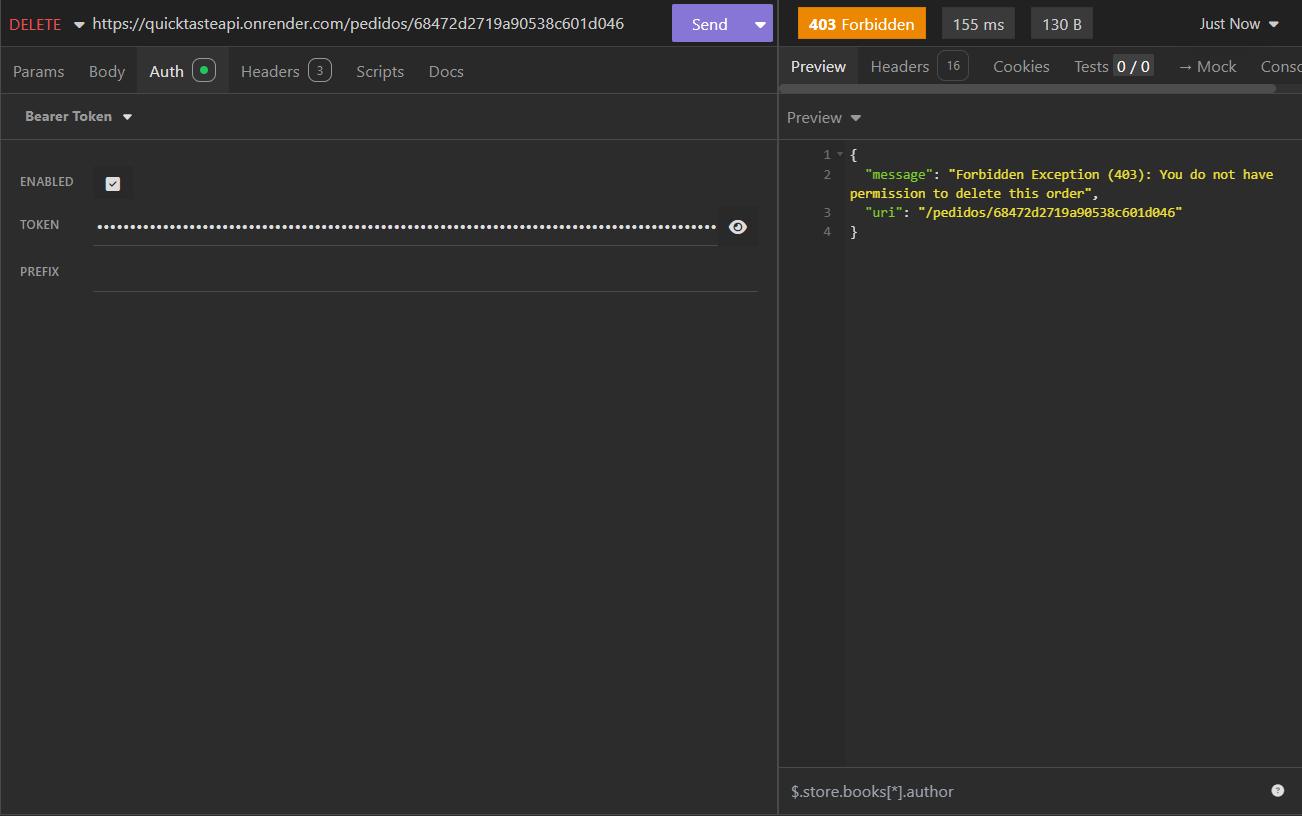 DELETE https://quicktasteapi.onrender.com/pedidos/68472d2719a90538c601d046 Send
403 Forbidden 155 ms 130 B Just Now
Params Body Auth Headers 3 Scripts Docs
Preview Headers 16 Cookies Tests 0 / 0 → Mock Conso
Bearer Token
Preview
ENABLED
TOKEN
PREFIX
1 {
2 "message": "Forbidden Exception (403): You do not have
permission to delete this order",
3 "uri": "/pedidos/68472d2719a90538c601d046"
4 }
$.store.books[*].author